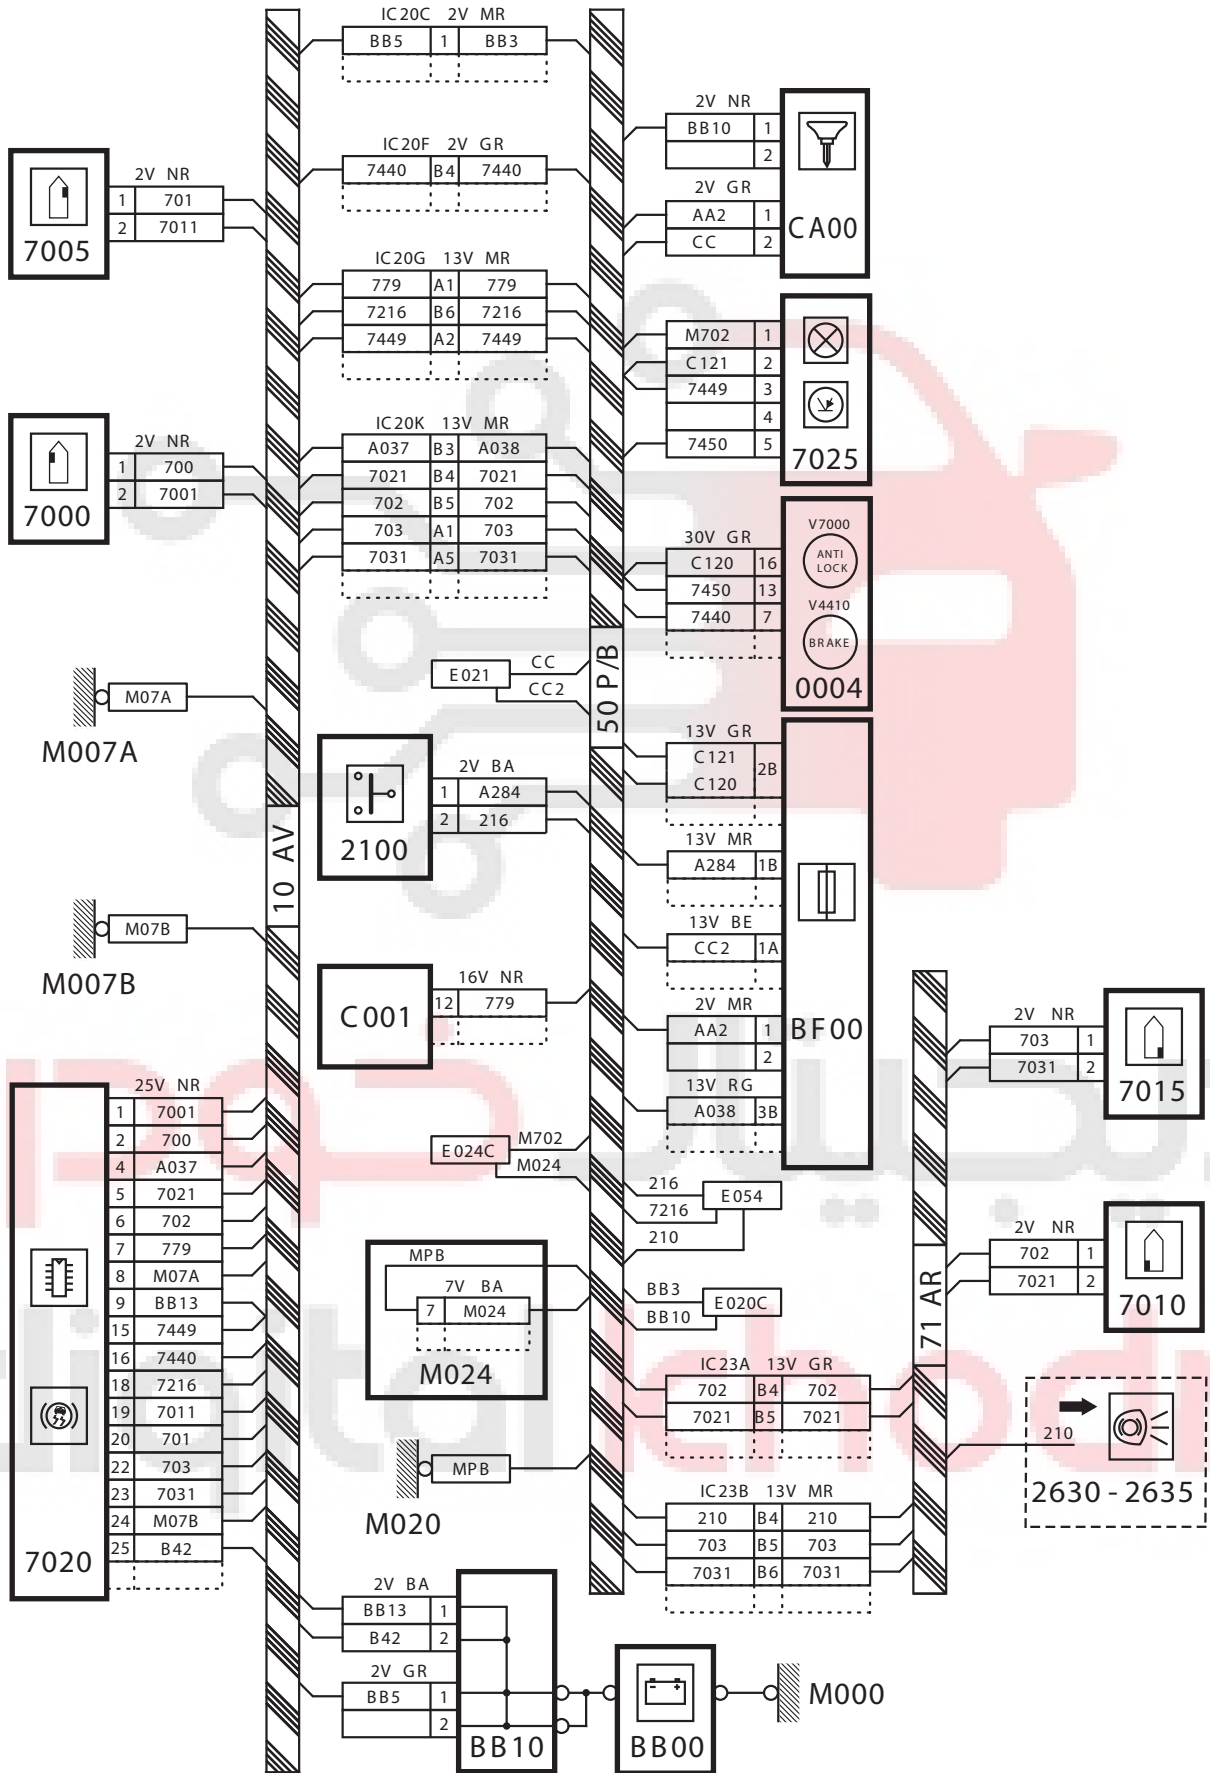 IC20C 2V MR
BB5 1 BB3
IC20F 2V GR
7440 B4 7440
IC20G 13V MR
779 A1 779
7216 B6 7216
7449 A2 7449
IC20K 13V MR
A037 B3 A038
7021 B4 7021
702 B5 702
703 A1 703
7031 A5 7031
7005
2V NR
1 701
2 7011
7000
2V NR
1 700
2 7001
M07A
M007A
M07B
M007B
10 AV
2V NR
BB10 1
2
2V GR
AA2 1
CC 2
CA00
M702 1
C121 2
7449 3
4
7450 5
7025
30V GR
C120 16
7450 13
7440 7
V7000
ANTI
LOCK
V4410
BRAKE
0004
E021
CC
CC2
50 P/B
2100
2V BA
1 A284
2 216
C001
16V NR
12 779
13V GR
C121
C120
2B
13V MR
A284 1B
13V BE
CC2 1A
2V MR
AA2 1
2
13V RG
A038 3B
BF00
2V NR
703 1
7031 2
7015
2V NR
702 1
7021 2
7010
71 AR
210
2630 - 2635
25V NR
1 7001
2 700
4 A037
5 7021
6 702
7 779
8 M07A
9 BB13
15 7449
16 7440
18 7216
19 7011
20 701
22 703
23 7031
24 M07B
25 B42
7020
E024C
M702
M024
216
7216
210
E054
MPB
7V BA
7 M024
M024
BB3
BB10
E020C
MPB
M020
IC23A 13V GR
702 B4 702
7021 B5 7021
IC23B 13V MR
210 B4 210
703 B5 703
7031 B6 7031
2V BA
BB13 1
B42 2
2V GR
BB5 1
2
BB10
BB00
M000
digital khodro
دیجیتال خودرو